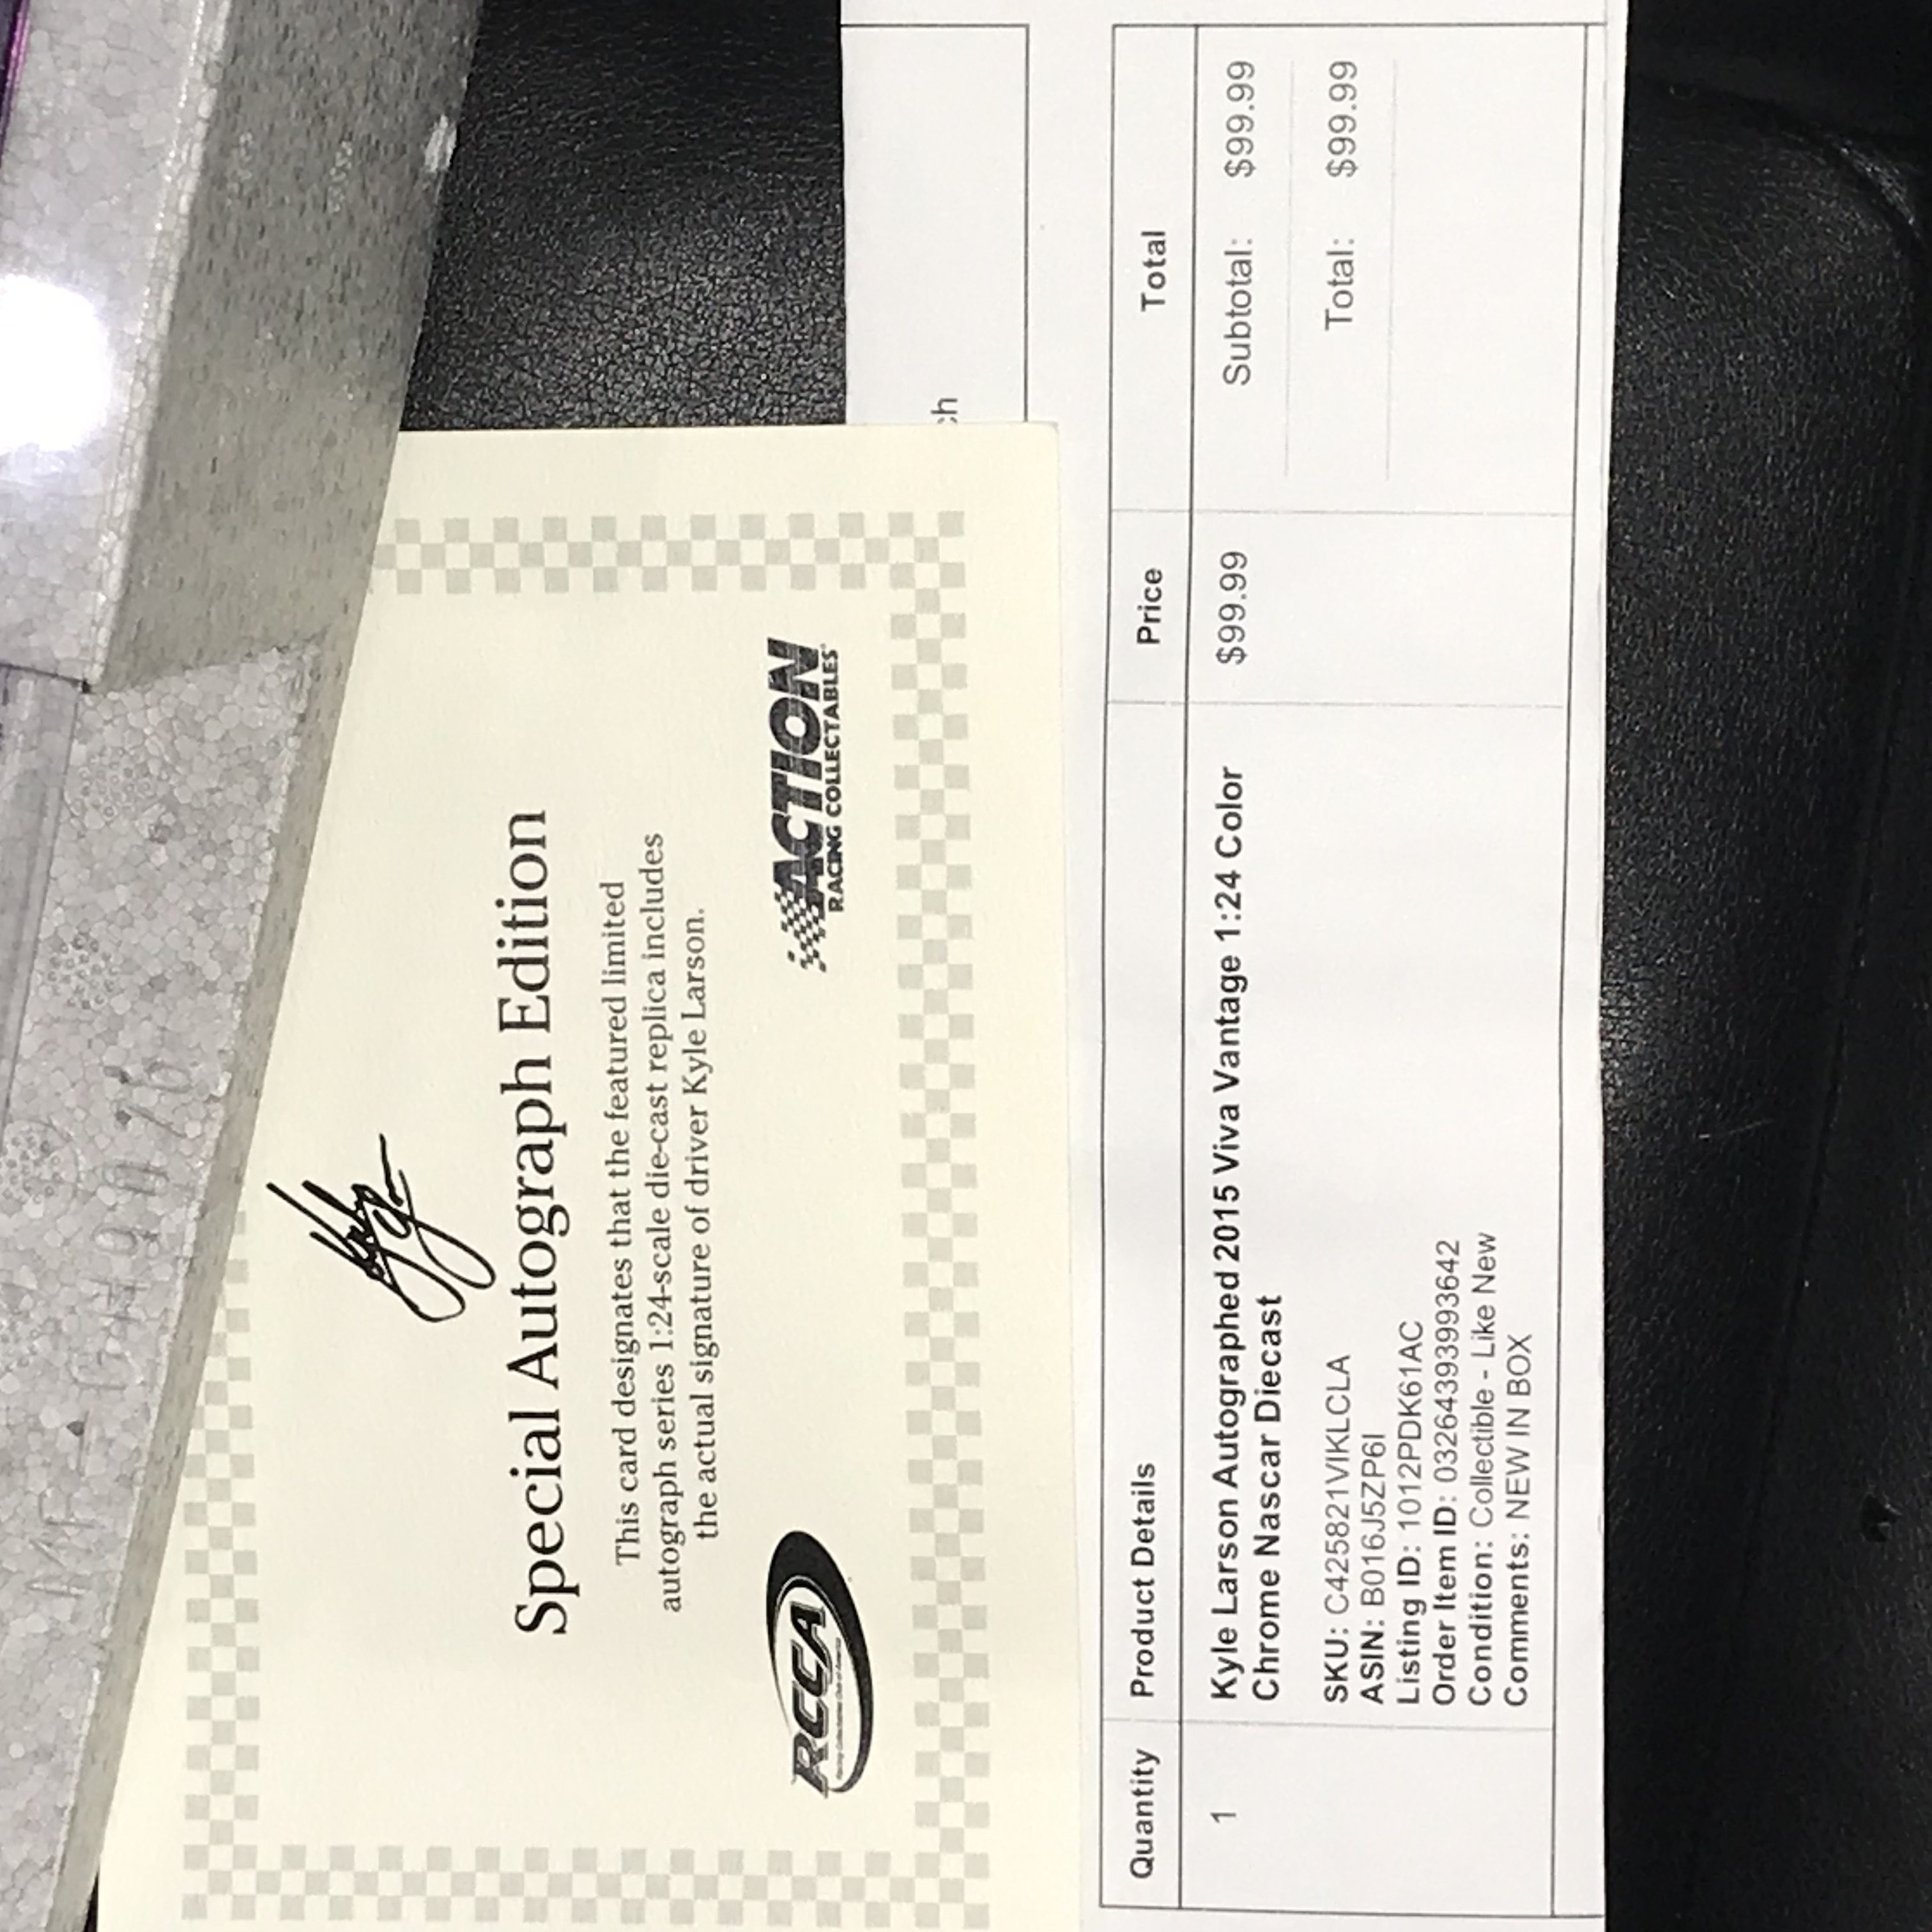 Special Autograph Edition
This card designates that the featured limited
autograph series 1:24-scale die-cast replica includes
the actual signature of driver Kyle Larson.
RCCA
ACTION
RACING COLLECTABLES
ch
Quantity Product Details Price Total
1 Kyle Larson Autographed 2015 Viva Vantage 1:24 Color $99.99 Subtotal: $99.99
Chrome Nascar Diecast
Total: $99.99
SKU: C425821VIKLCLA
ASIN: B016J5ZP6I
Listing ID: 1012PDK61AC
Order Item ID: 03264393993642
Condition: Collectible - Like New
Comments: NEW IN BOX